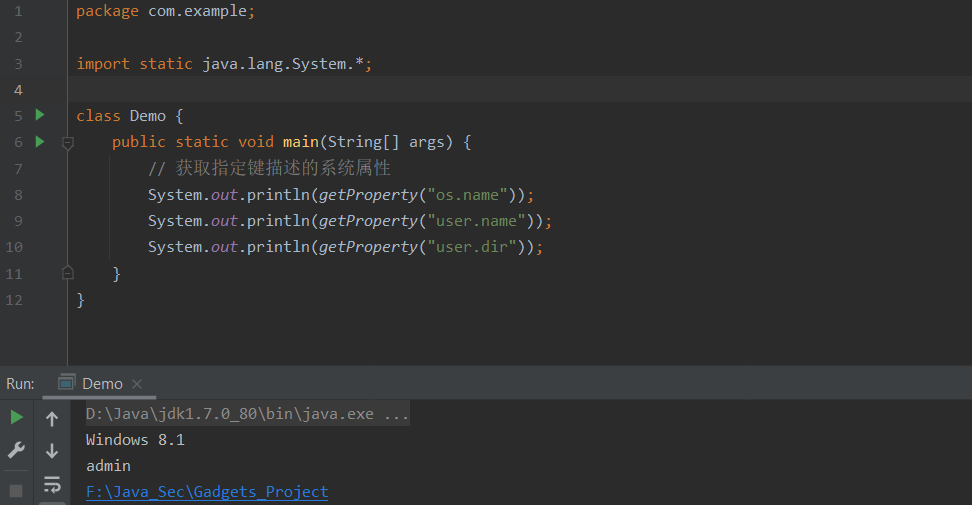 1 package com.example;
2
3 import static java.lang.System.*;
4
5 class Demo {
6 public static void main(String[] args) {
7 // 获取指定键描述的系统属性
8 System.out.println(getProperty("os.name"));
9 System.out.println(getProperty("user.name"));
10 System.out.println(getProperty("user.dir"));
11 }
12 }
Run: Demo
D:\Java\jdk1.7.0_80\bin\java.exe ...
Windows 8.1
admin
F:\Java_Sec\Gadgets_Project